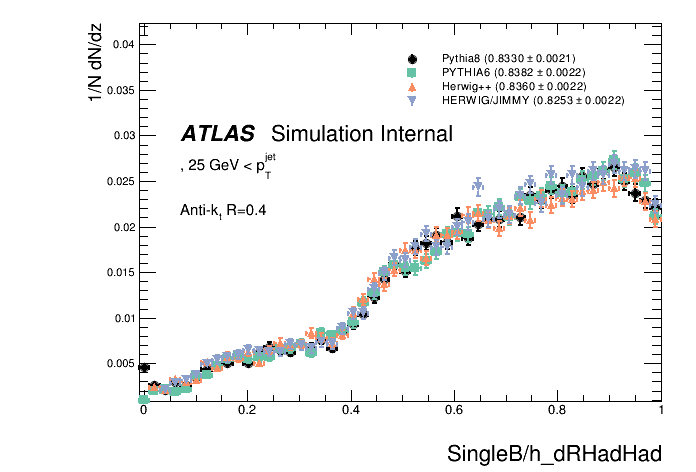 1/N dN/dz
0.04
0.035
0.03
0.025
0.02
0.015
0.01
0.005
Pythia8 (0.8330 ± 0.0021)
PYTHIA6 (0.8382 ± 0.0022)
Herwig++ (0.8360 ± 0.0022)
HERWIG/JIMMY (0.8253 ± 0.0022)
ATLAS Simulation Internal
, 25 GeV < p_T^jet
Anti-k_t R=0.4
0 0.2 0.4 0.6 0.8 1
SingleB/h_dRHadHad